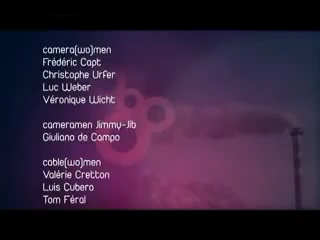 camera(wo)men
Frédéric Capt
Christophe Urfer
Luc Weber
Véronique Wicht
cameramen Jimmy-Jib
Giuliano de Campo
cable(wo)men
Valérie Cretton
Luis Cubero
Tom Féral